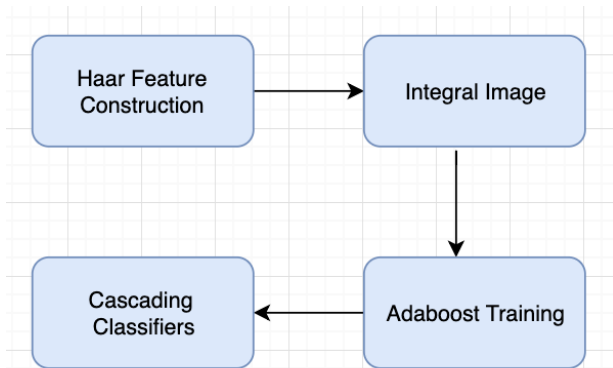 Haar Feature
Construction
Integral Image
Adaboost Training
Cascading
Classifiers